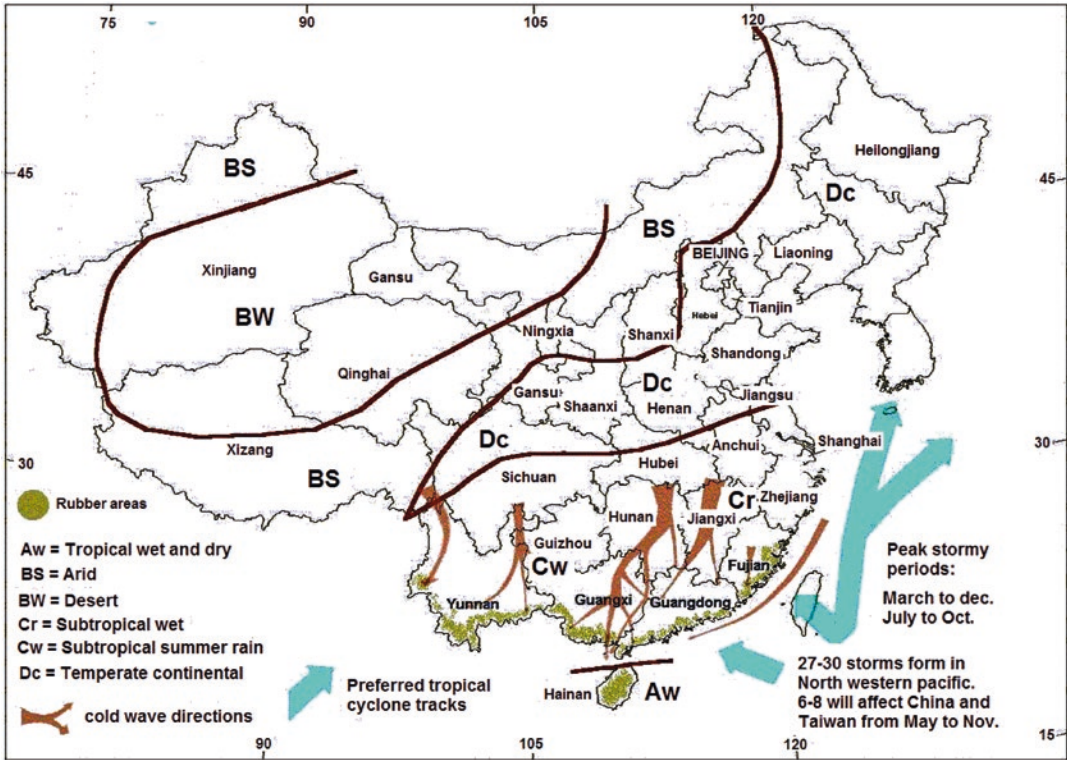 75
90
105
120
Heilongjiang
BS
45
45
Dc
BS
BEIJING
Liaoning
Xinjiang
Gansu
BW
Tianjin
Hebei
Ningxia
Shanxi
Shandong
Qinghai
Dc
Gansu
Jiangsu
Shaanxi
Henan
Dc
Anchui
Shanghai
30
30
Xizang
Hubei
BS
Sichuan
Cr
Zhejiang
Rubber areas
Hunan
Jiangxi
Guizhou
Aw = Tropical wet and dry
Peak stormy
Cw
Fujian
periods:
BS = Arid
March to dec.
BW = Desert
Yunnan
Guangxi
Guangdong
July to Oct.
Cr = Subtropical wet
Cw = Subtropical summer rain
27-30 storms form in
Dc = Temperate continental
North western pacific.
Preferred tropical
Hainan
Aw
6-8 will affect China and
cyclone tracks
Taiwan from May to Nov.
cold wave directions
15
90
105
120